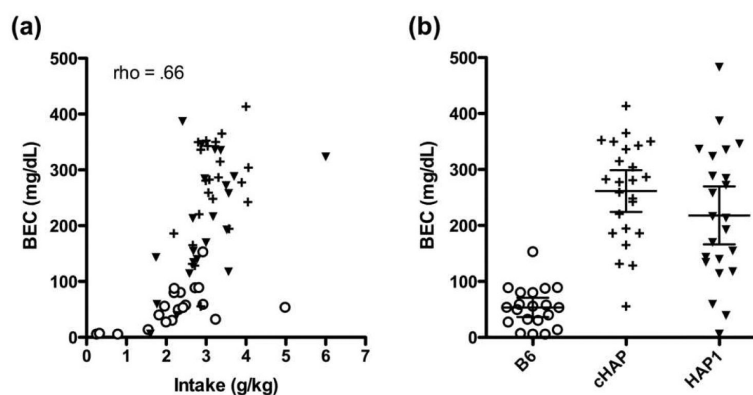 (a)
rho = .66
BEC (mg/dL)
500
400
300
200
100
0
0 1 2 3 4 5 6 7
Intake (g/kg)
(b)
BEC (mg/dL)
500
400
300
200
100
0
B6 cHAP HAP1